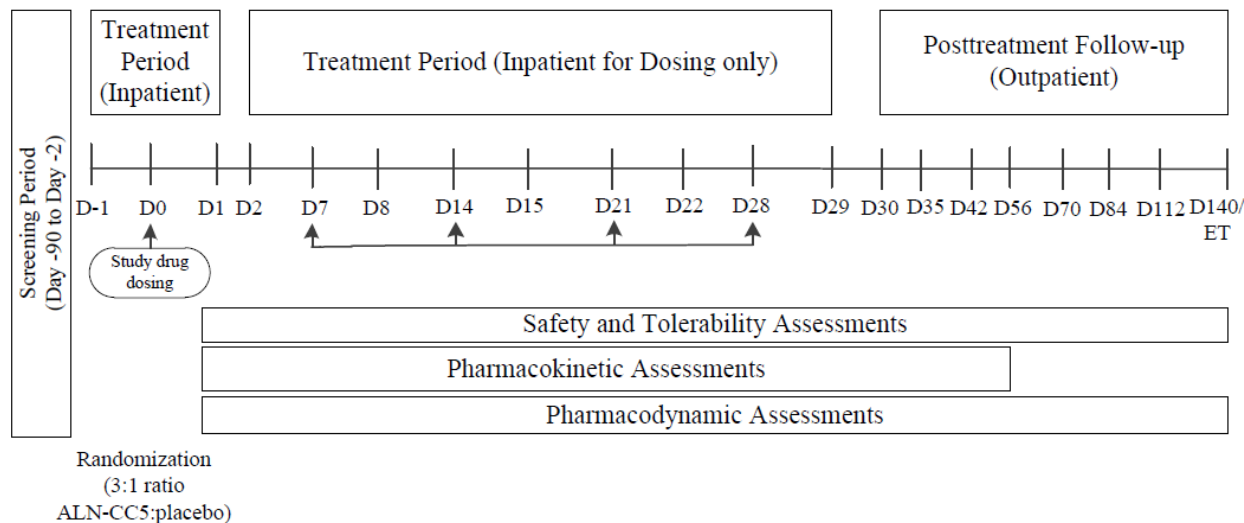 Screening Period
(Day -90 to Day -2)
Treatment
Period
(Inpatient)
Treatment Period (Inpatient for Dosing only)
Posttreatment Follow-up
(Outpatient)
D-1 D0 D1 D2 D7 D8 D14 D15 D21 D22 D28 D29 D30 D35 D42 D56 D70 D84 D112 D140/
ET
Study drug
dosing
Safety and Tolerability Assessments
Pharmacokinetic Assessments
Pharmacodynamic Assessments
Randomization
(3:1 ratio
ALN-CC5:placebo)